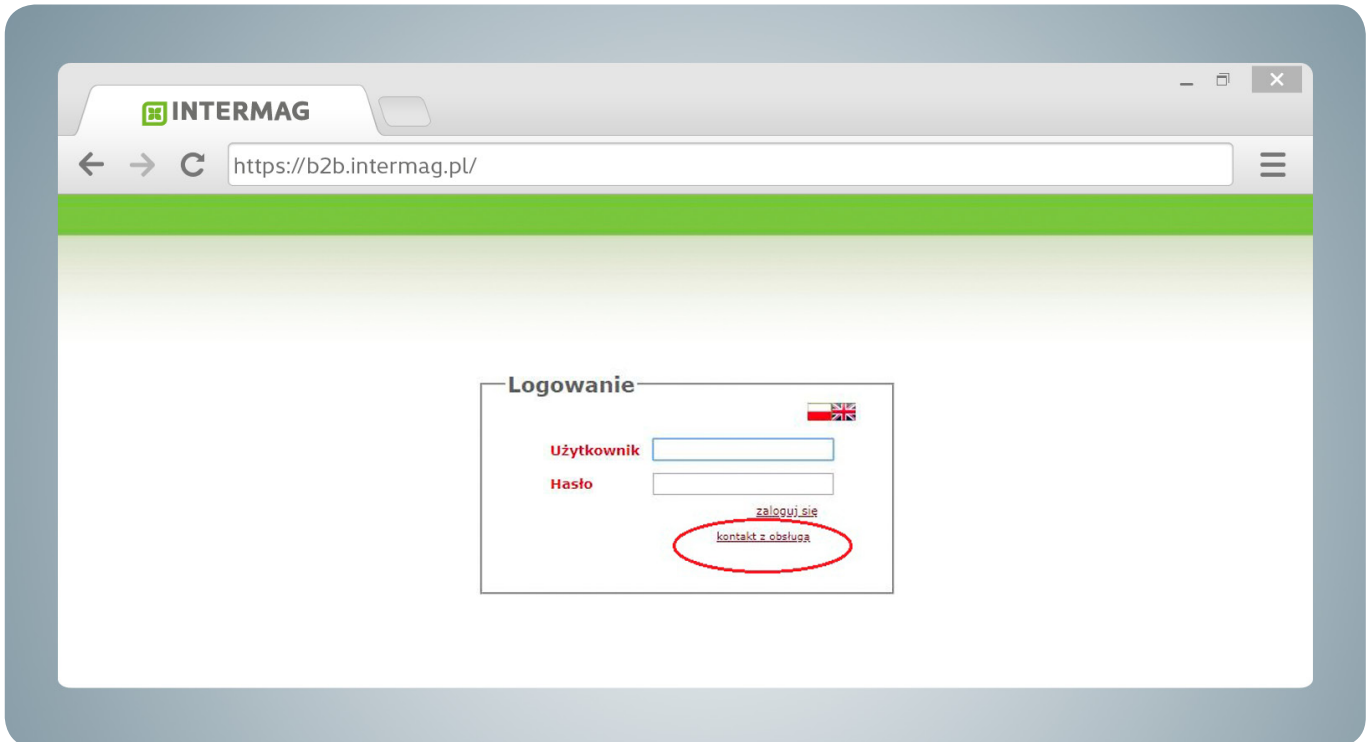 INTERMAG
https://b2b.intermag.pl/
Logowanie
Użytkownik
Hasło
zaloguj się
kontakt z obsługą